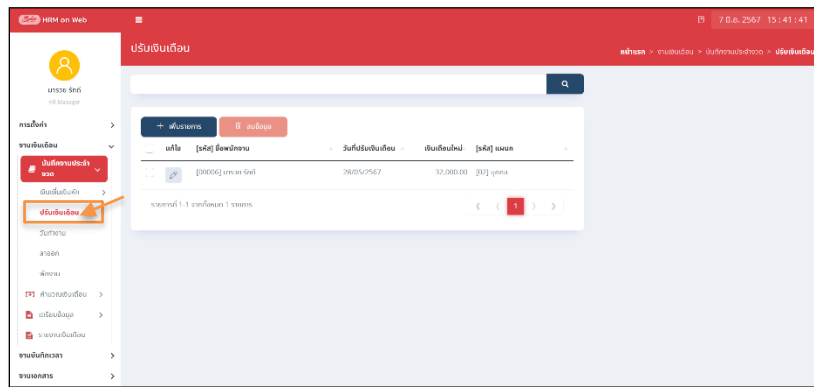 HRM on Web
7 มิ.ย. 2567 15:41:41
ปรับเงินเดือน
หน้าแรก > งานเงินเดือน > บันทึกงานประจำงวด > ปรับเงินเดือน
มารวย รักดี
HR Manager
การตั้งค่า
งานเงินเดือน
บันทึกงานประจำ
งวด
เงินเพิ่มเงินหัก
ปรับเงินเดือน
วันทำงาน
ลาออก
พักงาน
คำนวณเงินเดือน
เตรียมข้อมูล
รายงานเงินเดือน
งานบันทึกเวลา
งานเอกสาร
+ เพิ่มรายการ
ลบข้อมูล
แก้ไข [รหัส] ชื่อพนักงาน วันที่ปรับเงินเดือน เงินเดือนใหม่ [รหัส] แผนก
[00006] มารวย รักดี 28/05/2567 32,000.00 [02] บุคคล
รายการที่ 1-1 จากทั้งหมด 1 รายการ
1